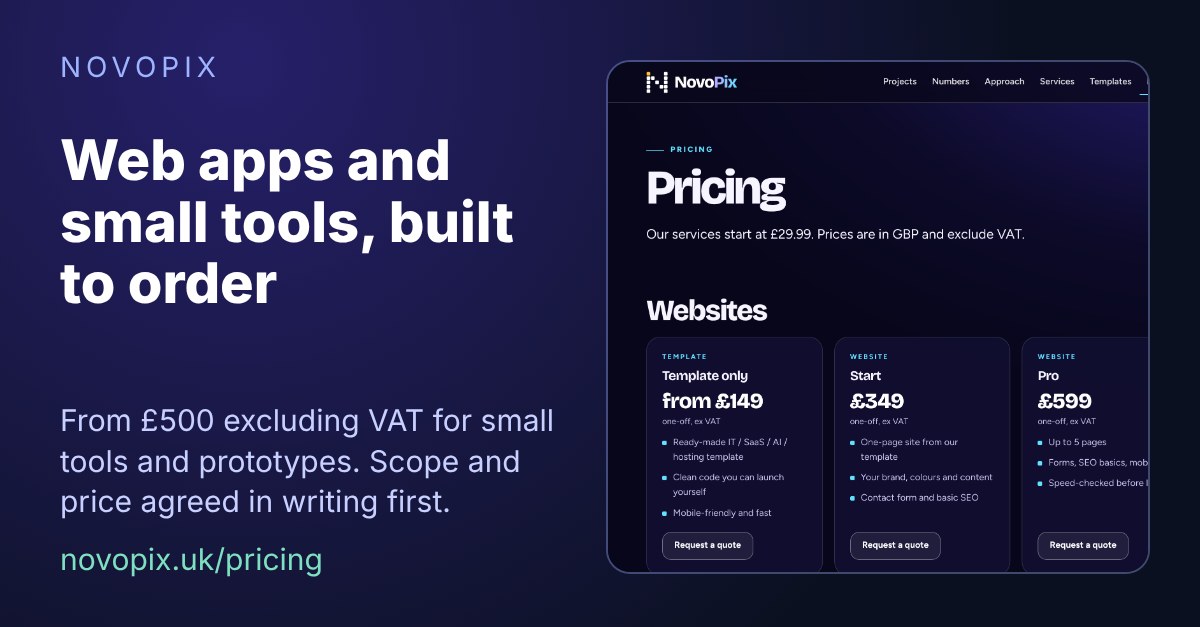 NOVOPIX
Web apps and
small tools, built
to order
From £500 excluding VAT for small
tools and prototypes. Scope and
price agreed in writing first.
novopix.uk/pricing
NovoPix
Projects Numbers Approach Services Templates
PRICING
Pricing
Our services start at £29.99. Prices are in GBP and exclude VAT.
Websites
TEMPLATE
Template only
from £149
one-off, ex VAT
Ready-made IT / SaaS / AI /
hosting template
Clean code you can launch
yourself
Mobile-friendly and fast
Request a quote
WEBSITE
Start
£349
one-off, ex VAT
One-page site from our
template
Your brand, colours and content
Contact form and basic SEO
Request a quote
WEBSITE
Pro
£599
one-off, ex VAT
Up to 5 pages
Forms, SEO basics, mob
Speed-checked before
Request a quote